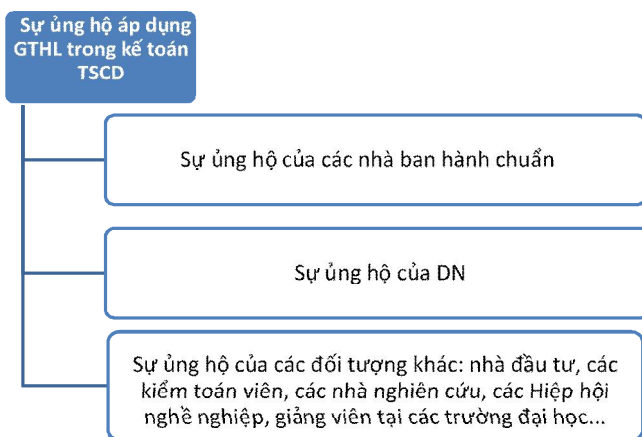 Sự ủng hộ áp dụng
GTHL trong kế toán
TSCD
Sự ủng hộ của các nhà ban hành chuẩn
Sự ủng hộ của DN
Sự ủng hộ của các đối tượng khác: nhà đầu tư, các
kiểm toán viên, các nhà nghiên cứu, các Hiệp hội
nghề nghiệp, giảng viên tại các trường đại học...